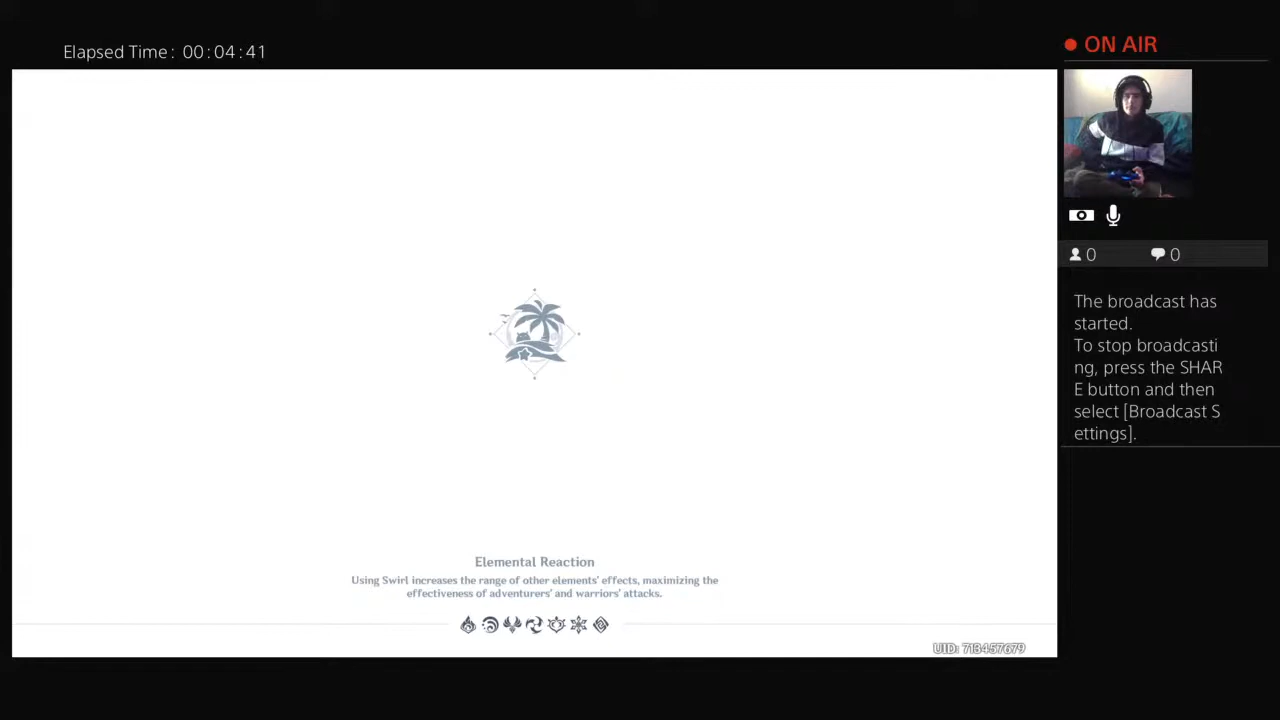 Elapsed Time: 00:04:41
ON AIR
0 0
The broadcast has
started.
To stop broadcasti
ng, press the SHAR
E button and then
select [Broadcast S
ettings].
Elemental Reaction
Using Swirl increases the range of other elements' effects, maximizing the
effectiveness of adventurers' and warriors' attacks.
UID: 713457679